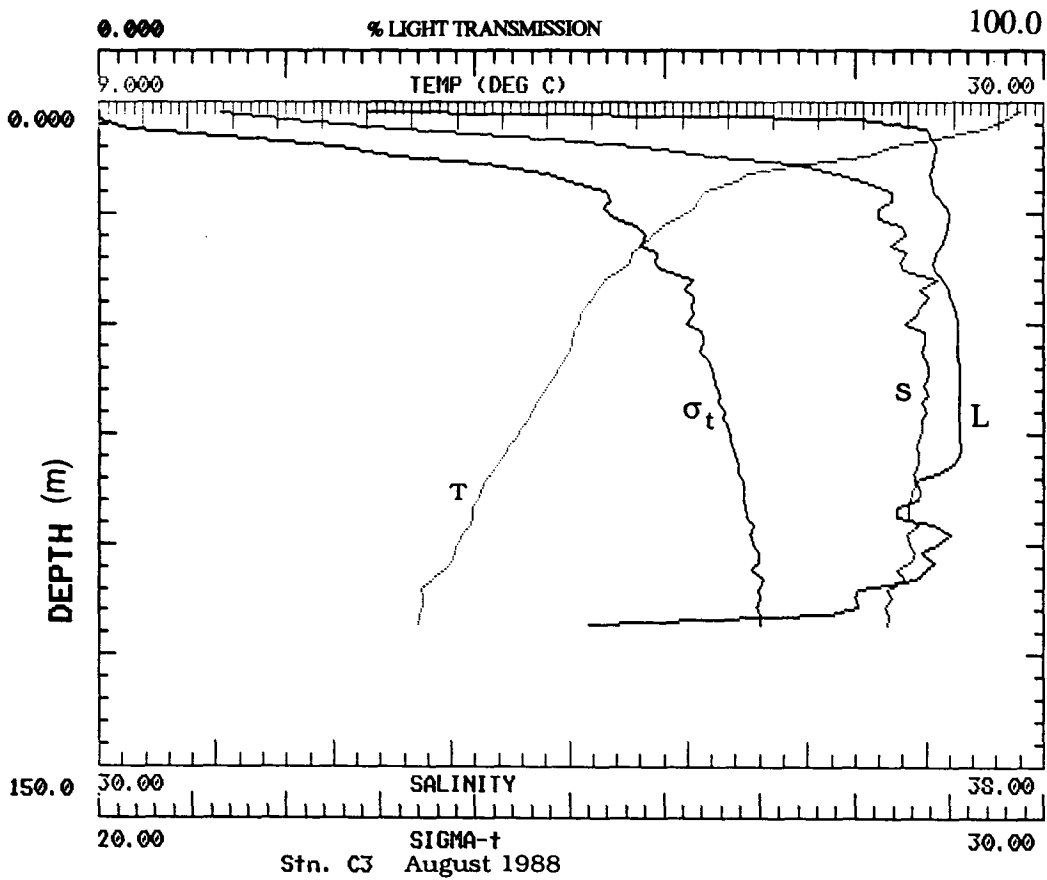 0.000 % LIGHT TRANSMISSION 100.0
9.000 TEMP (DEG C) 30.00
0.000
S
σt
L
T
DEPTH (m)
150.0
30.00 SALINITY 38.00
20.00 SIGMA-t 30.00
Stn. C3 August 1988